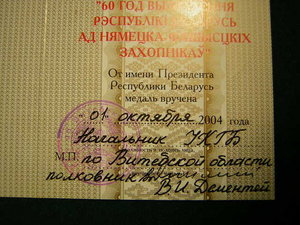 "60 ГОД ВЫЗВАЛЕННЯ
РЭСПУБЛІКІ БЕЛАРУСЬ
АД НЯМЕЦКА-ФАШЫСЦКІХ
ЗАХОПНІКАЎ"
От имени Президента
Республики Беларусь
медаль вручена
"01" октября 2004 года
Начальник УКГБ
М.П. по Витебской области
полковник
В.И. Дементей